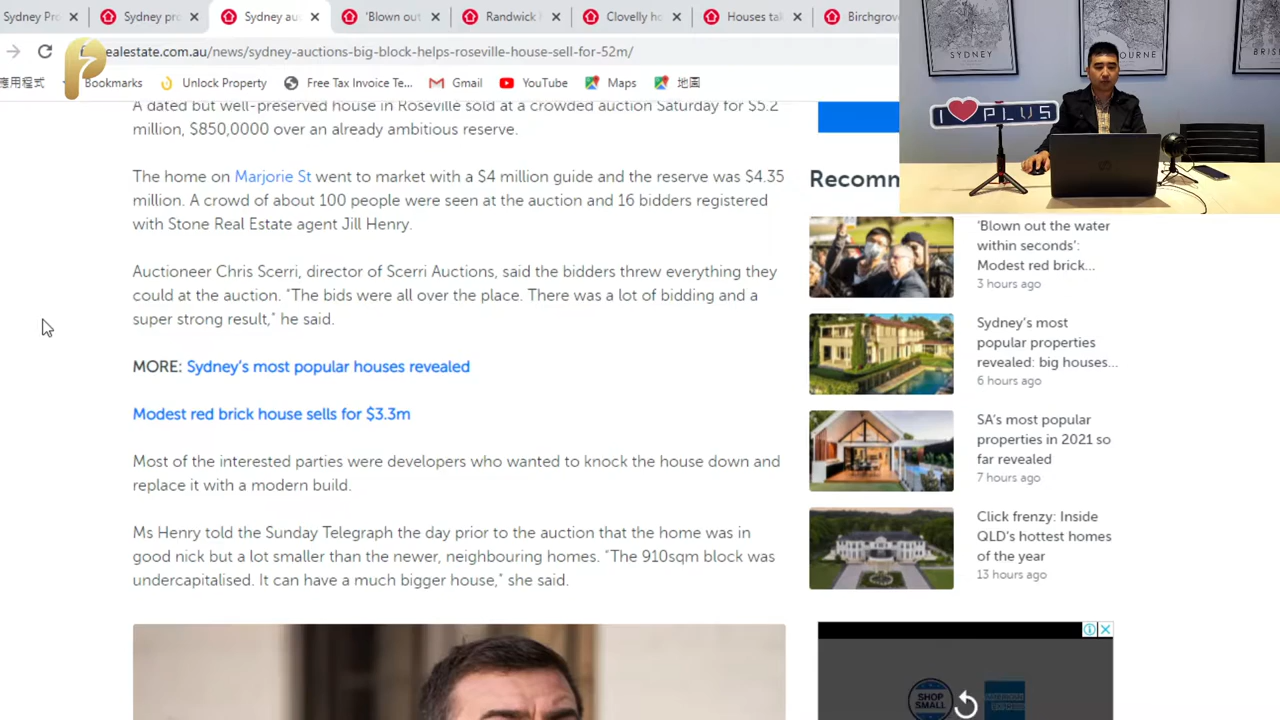 Sydney Pro
Sydney pro
Sydney au
'Blown out
Randwick
Clovelly ho
Houses tak
Birchgrove
realestate.com.au/news/sydney-auctions-big-block-helps-roseville-house-sell-for-52m/
應用程式
Bookmarks
Unlock Property
Free Tax Invoice Te...
Gmail
YouTube
Maps
地圖
SYDNEY
BRIS
I PLUS
A dated but well-preserved house in Roseville sold at a crowded auction Saturday for $5.2
million, $850,0000 over an already ambitious reserve.
The home on Marjorie St went to market with a $4 million guide and the reserve was $4.35
million. A crowd of about 100 people were seen at the auction and 16 bidders registered
with Stone Real Estate agent Jill Henry.
Auctioneer Chris Scerri, director of Scerri Auctions, said the bidders threw everything they
could at the auction. "The bids were all over the place. There was a lot of bidding and a
super strong result," he said.
MORE: Sydney's most popular houses revealed
Modest red brick house sells for $3.3m
Most of the interested parties were developers who wanted to knock the house down and
replace it with a modern build.
Ms Henry told the Sunday Telegraph the day prior to the auction that the home was in
good nick but a lot smaller than the newer, neighbouring homes. "The 910sqm block was
undercapitalised. It can have a much bigger house," she said.
Recomm
'Blown out the water
within seconds':
Modest red brick...
3 hours ago
Sydney's most
popular properties
revealed: big houses...
6 hours ago
SA's most popular
properties in 2021 so
far revealed
7 hours ago
Click frenzy: Inside
QLD's hottest homes
of the year
13 hours ago
SHOP
SMALL